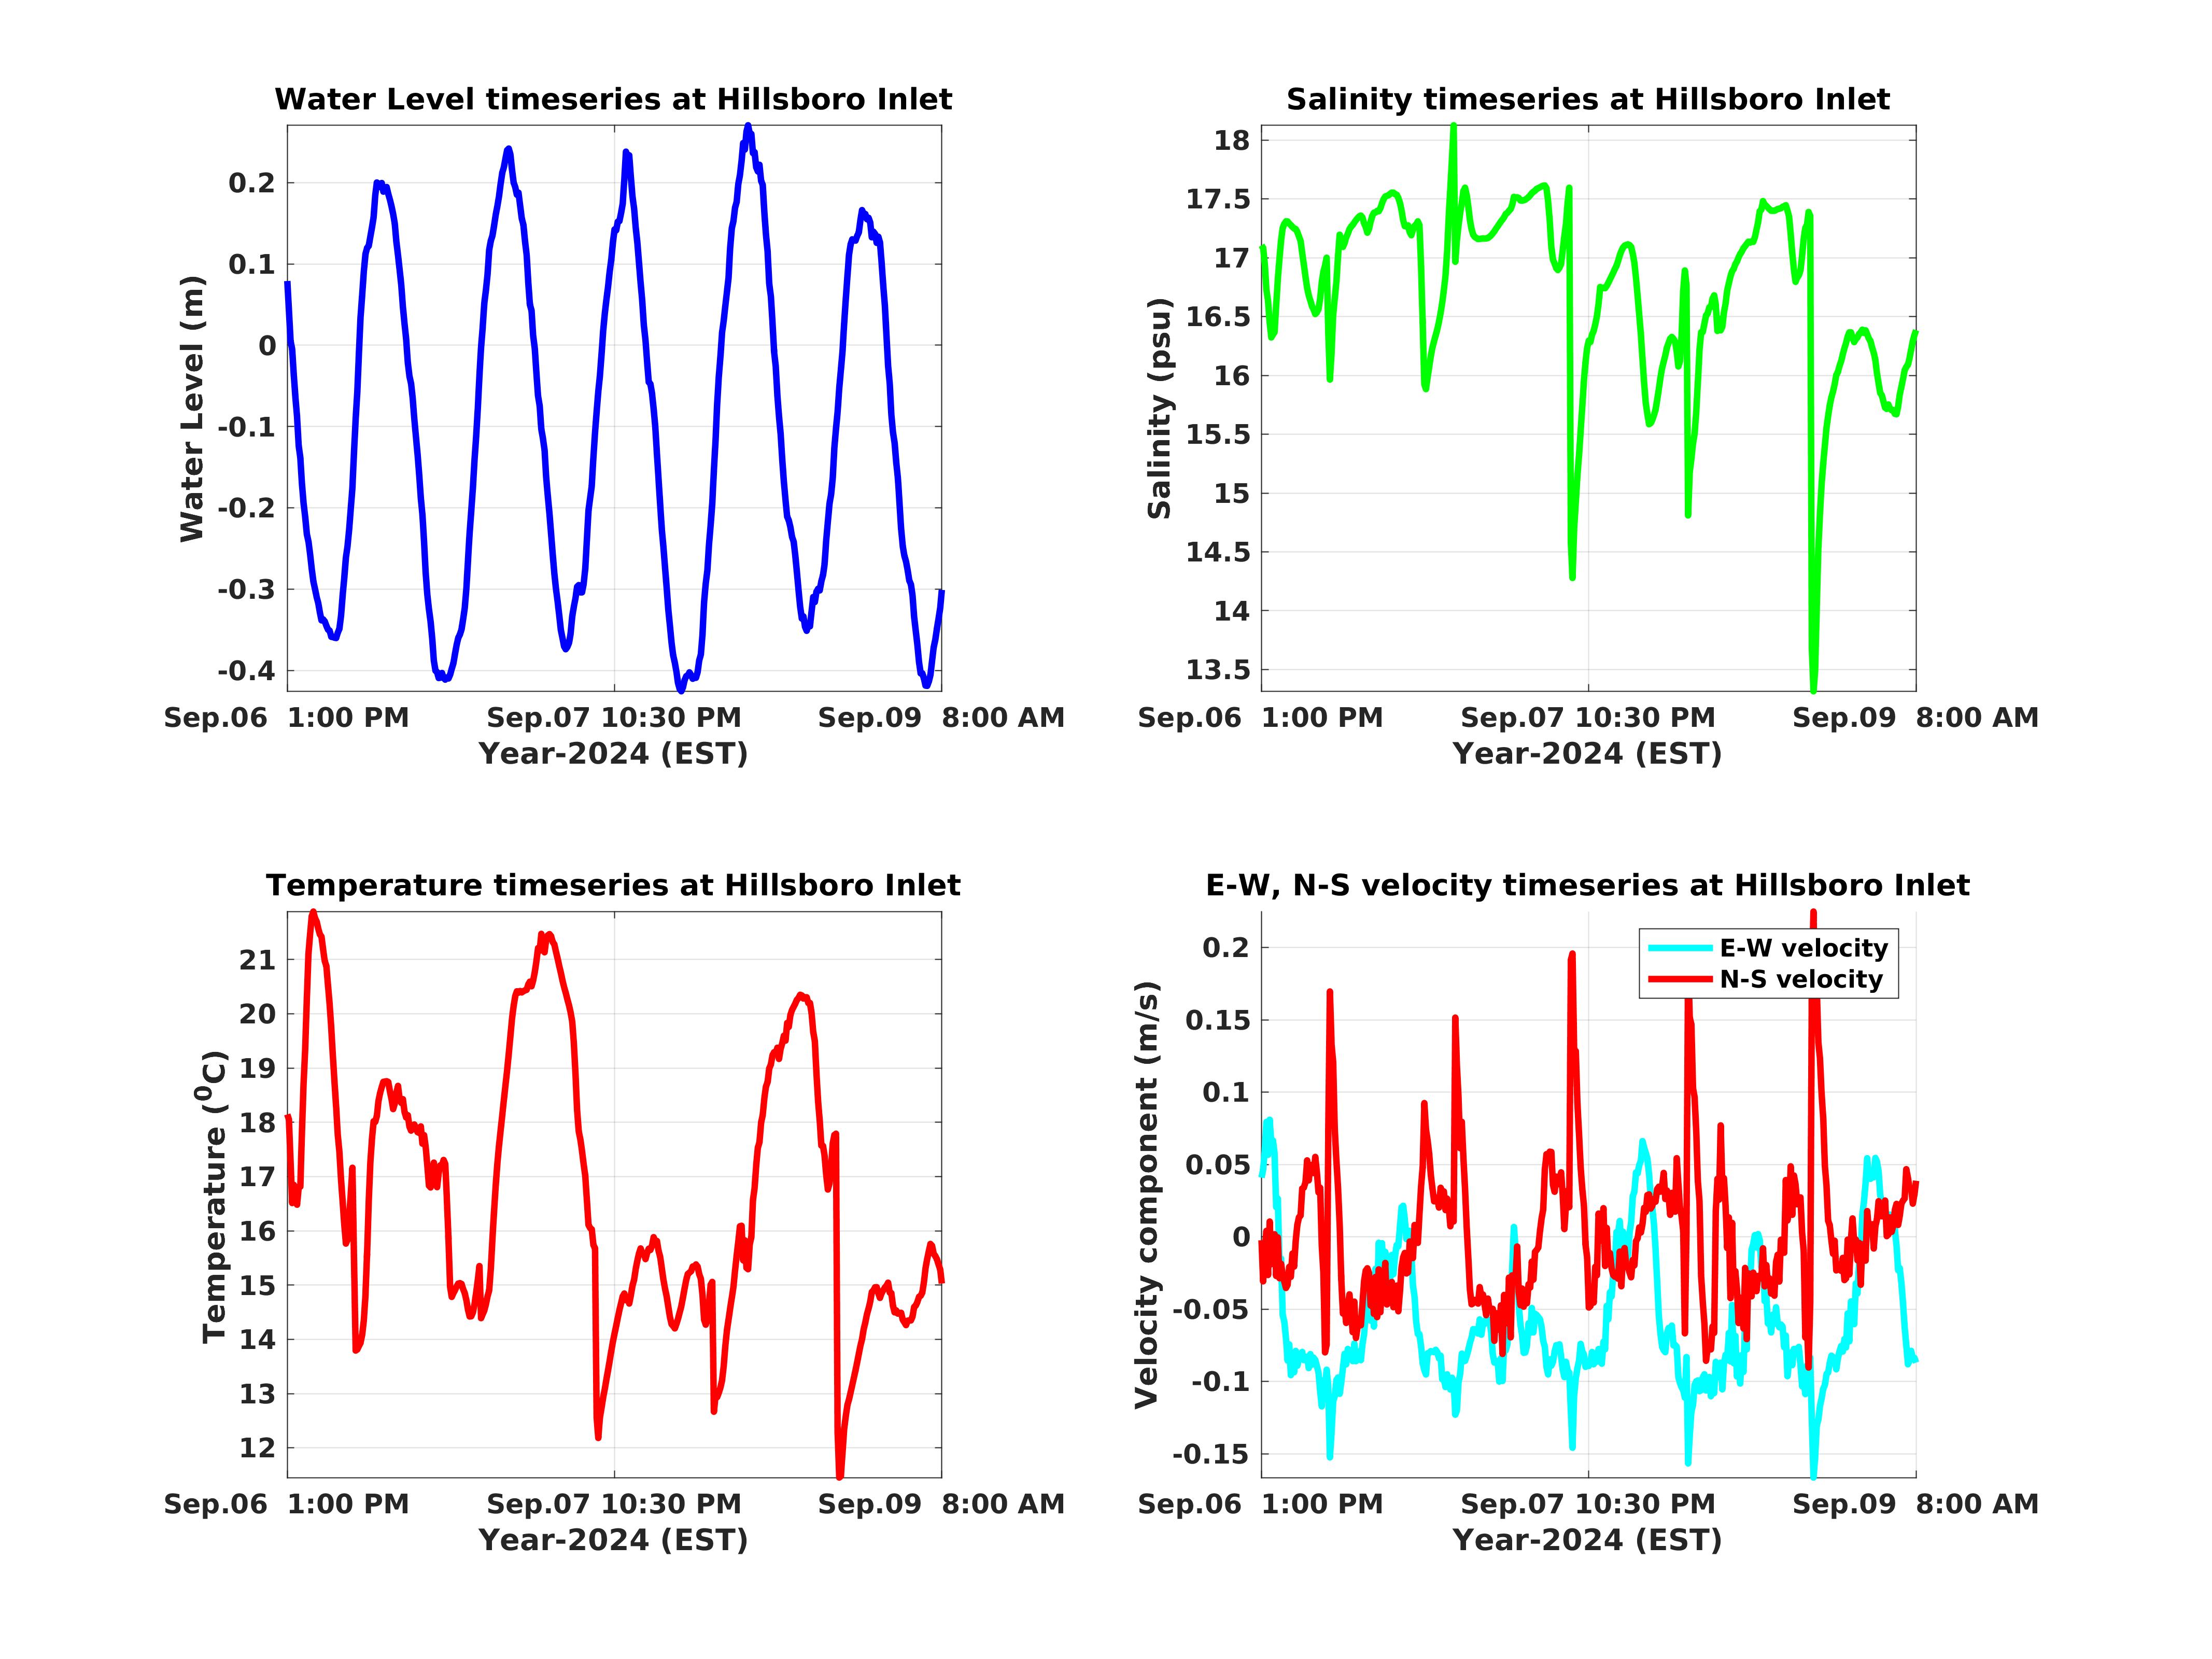 Water Level timeseries at Hillsboro Inlet
Water Level (m)
0.2
0.1
0
-0.1
-0.2
-0.3
-0.4
Sep.06 1:00 PM
Sep.07 10:30 PM
Sep.09 8:00 AM
Year-2024 (EST)
Salinity timeseries at Hillsboro Inlet
Salinity (psu)
18
17.5
17
16.5
16
15.5
15
14.5
14
13.5
Sep.06 1:00 PM
Sep.07 10:30 PM
Sep.09 8:00 AM
Year-2024 (EST)
Temperature timeseries at Hillsboro Inlet
Temperature (⁰C)
21
20
19
18
17
16
15
14
13
12
Sep.06 1:00 PM
Sep.07 10:30 PM
Sep.09 8:00 AM
Year-2024 (EST)
E-W, N-S velocity timeseries at Hillsboro Inlet
Velocity component (m/s)
0.2
0.15
0.1
0.05
0
-0.05
-0.1
-0.15
E-W velocity
N-S velocity
Sep.06 1:00 PM
Sep.07 10:30 PM
Sep.09 8:00 AM
Year-2024 (EST)